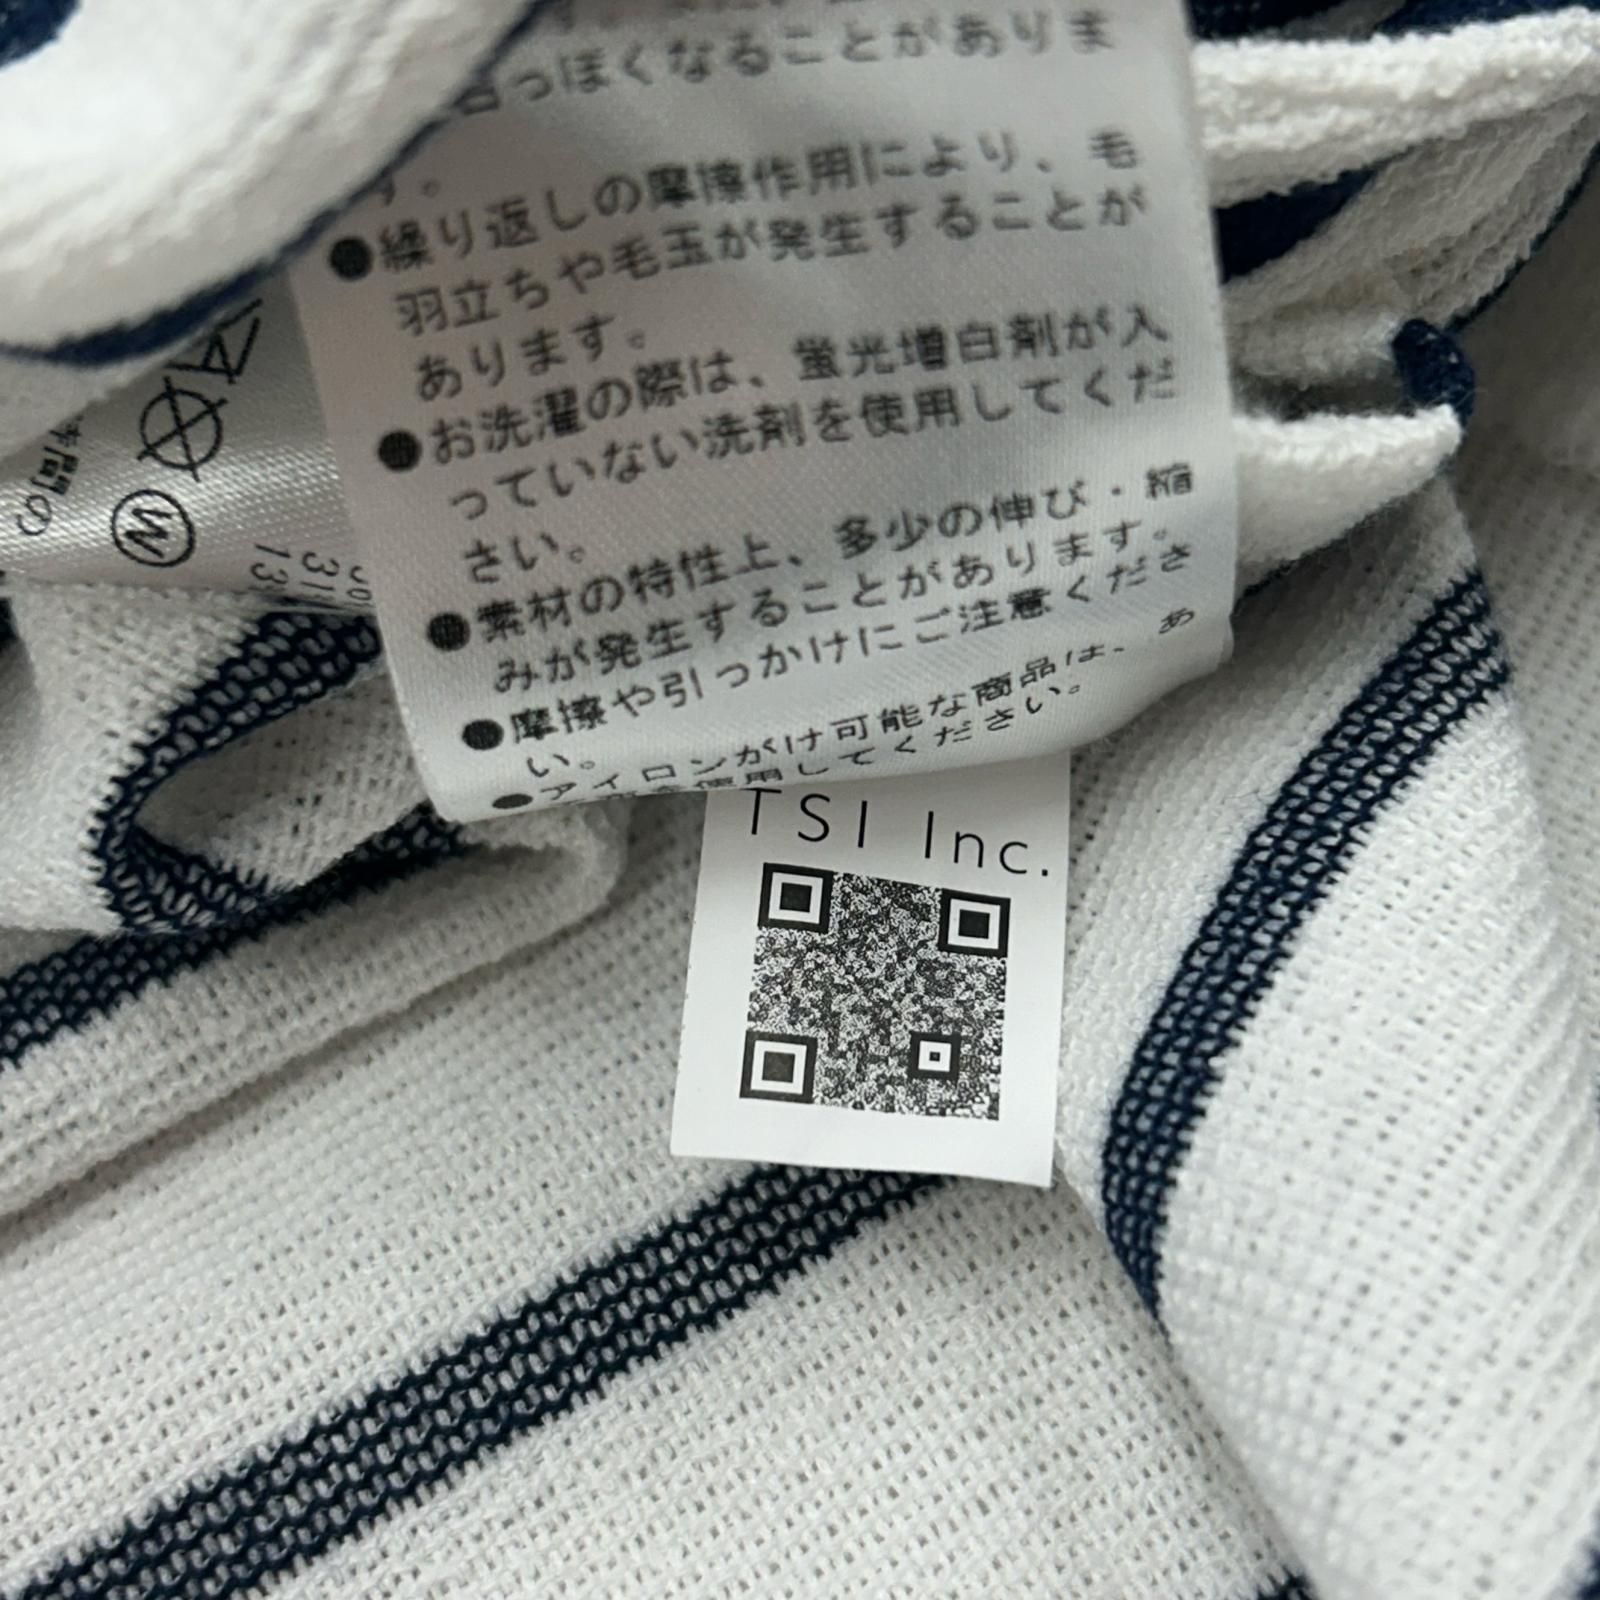 っぽくなることがありま
す。
●繰り返しの摩擦作用により、毛
羽立ちや毛玉が発生することが
あります。
●お洗濯の際は、蛍光増白剤が入
っていない洗剤を使用してくだ
さい。
●素材の特性上、多少の伸び・縮
みが発生することがあります。
●摩擦や引っかけにご注意くださ
い。
●アイロンがけ可能な商品は、あ
使用してください。
W
TSI Inc.